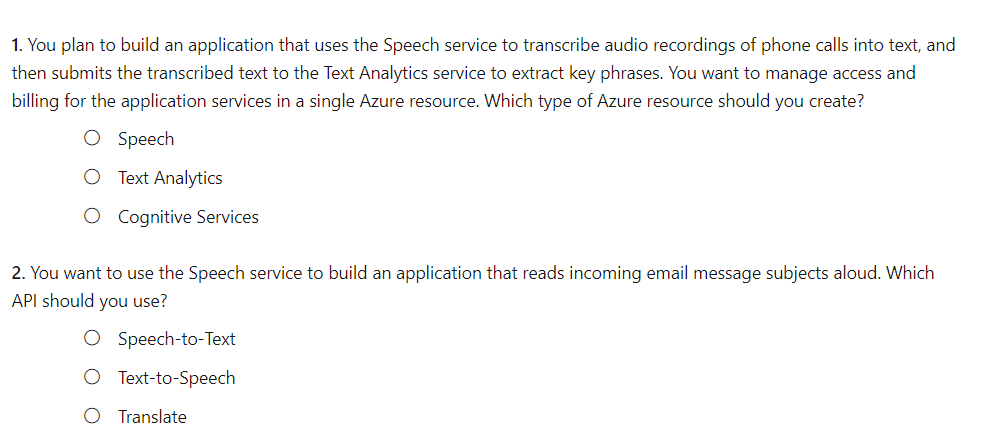 1. You plan to build an application that uses the Speech service to transcribe audio recordings of phone calls into text, and
then submits the transcribed text to the Text Analytics service to extract key phrases. You want to manage access and
billing for the application services in a single Azure resource. Which type of Azure resource should you create?
Speech
Text Analytics
Cognitive Services
2. You want to use the Speech service to build an application that reads incoming email message subjects aloud. Which
API should you use?
Speech-to-Text
Text-to-Speech
Translate